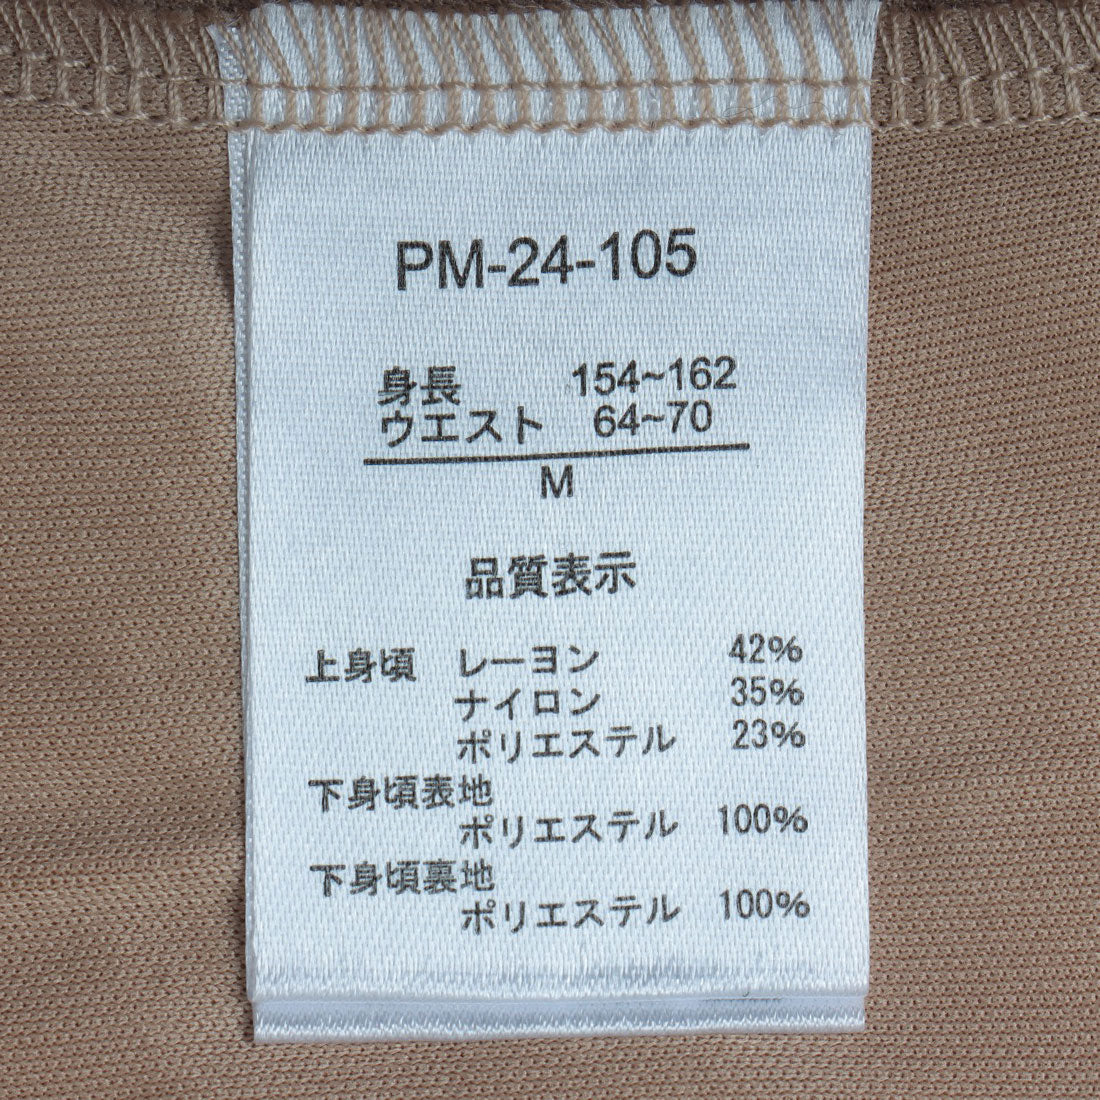 PM-24-105
身長 154~162
ウエスト 64~70
M
品質表示
上身頃 レーヨン 42%
ナイロン 35%
ポリエステル 23%
下身頃表地
ポリエステル 100%
下身頃裏地
ポリエステル 100%